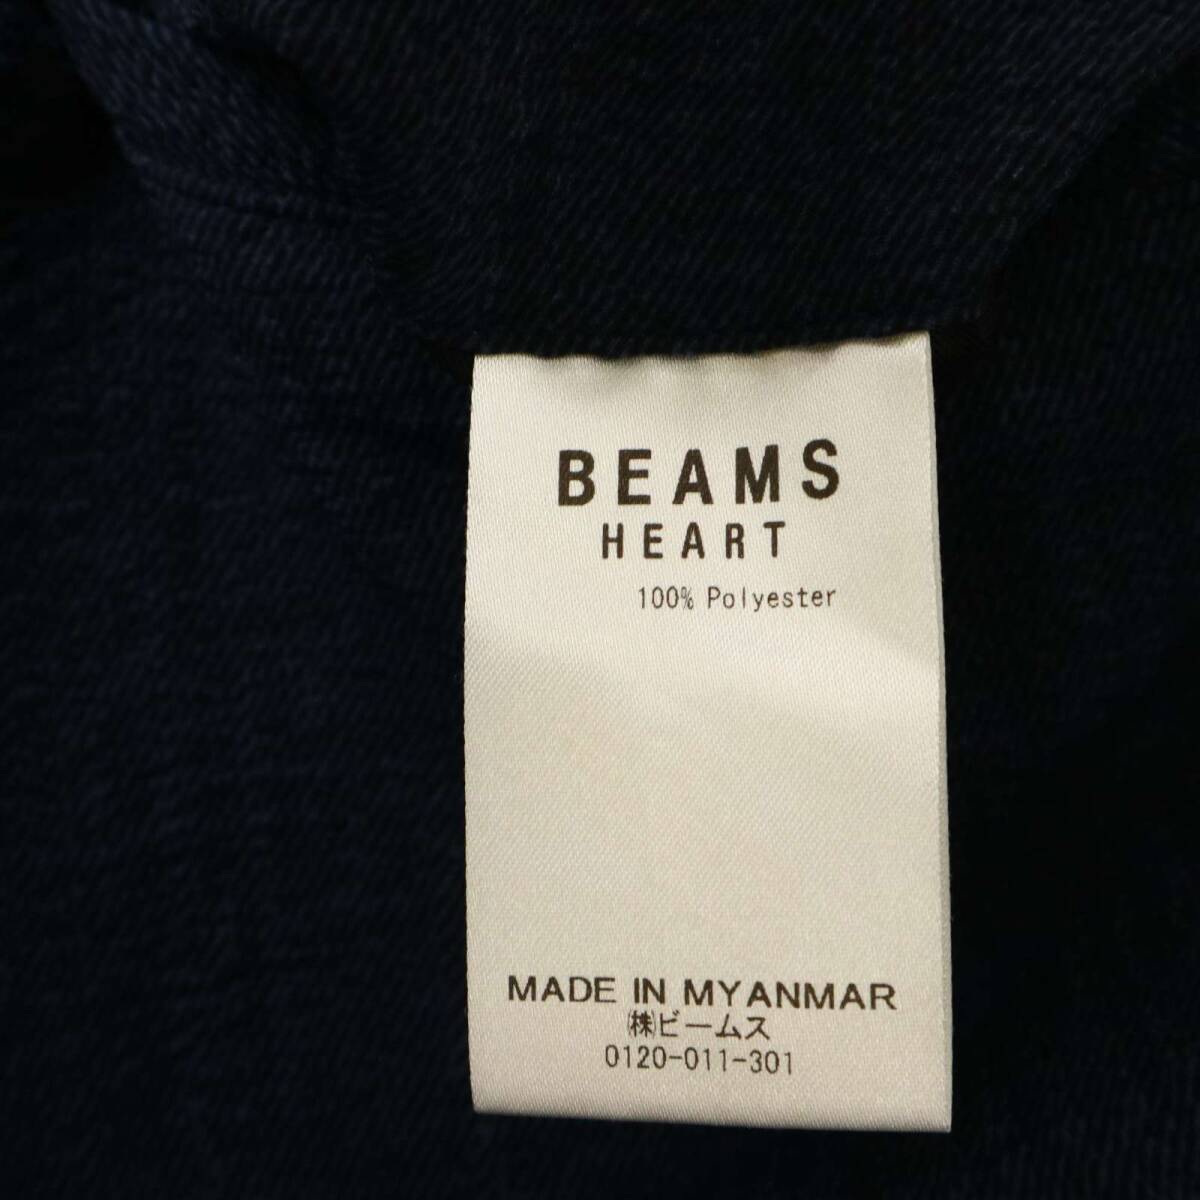 BEAMS
HEART
100% Polyester
MADE IN MYANMAR
㈱ビームス
0120-011-301